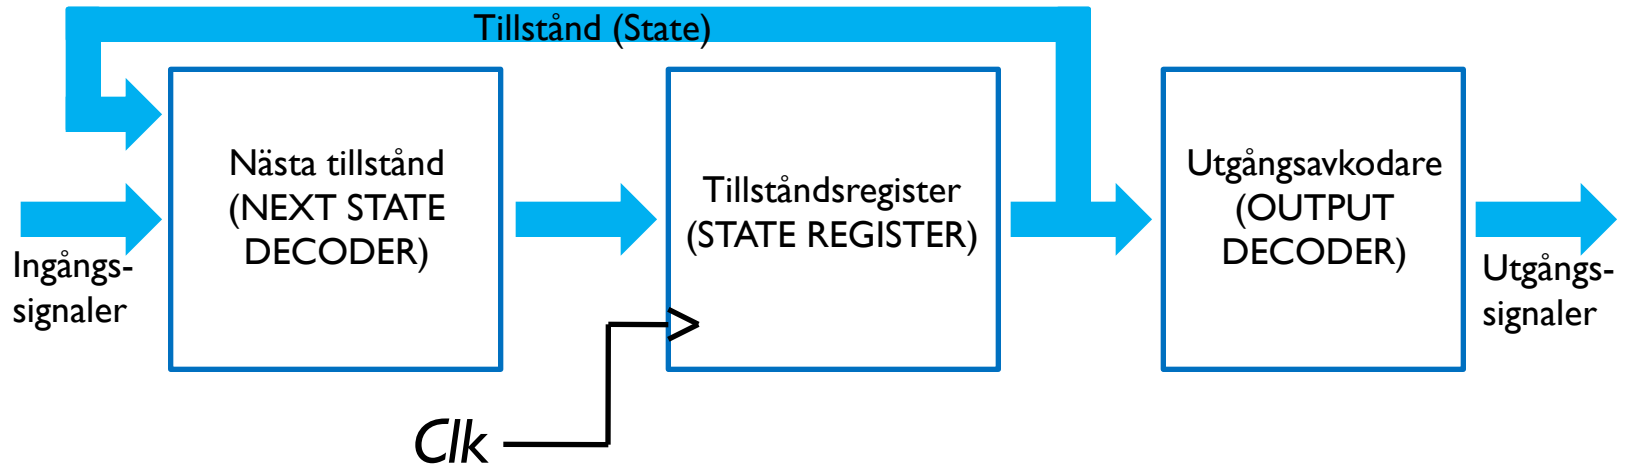 Tillstånd (State)
Nästa tillstånd
(NEXT STATE
DECODER)
Tillståndsregister
(STATE REGISTER)
Utgångsavkodare
(OUTPUT
DECODER)
Ingångs-
signaler
Utgångs-
signaler
Clk